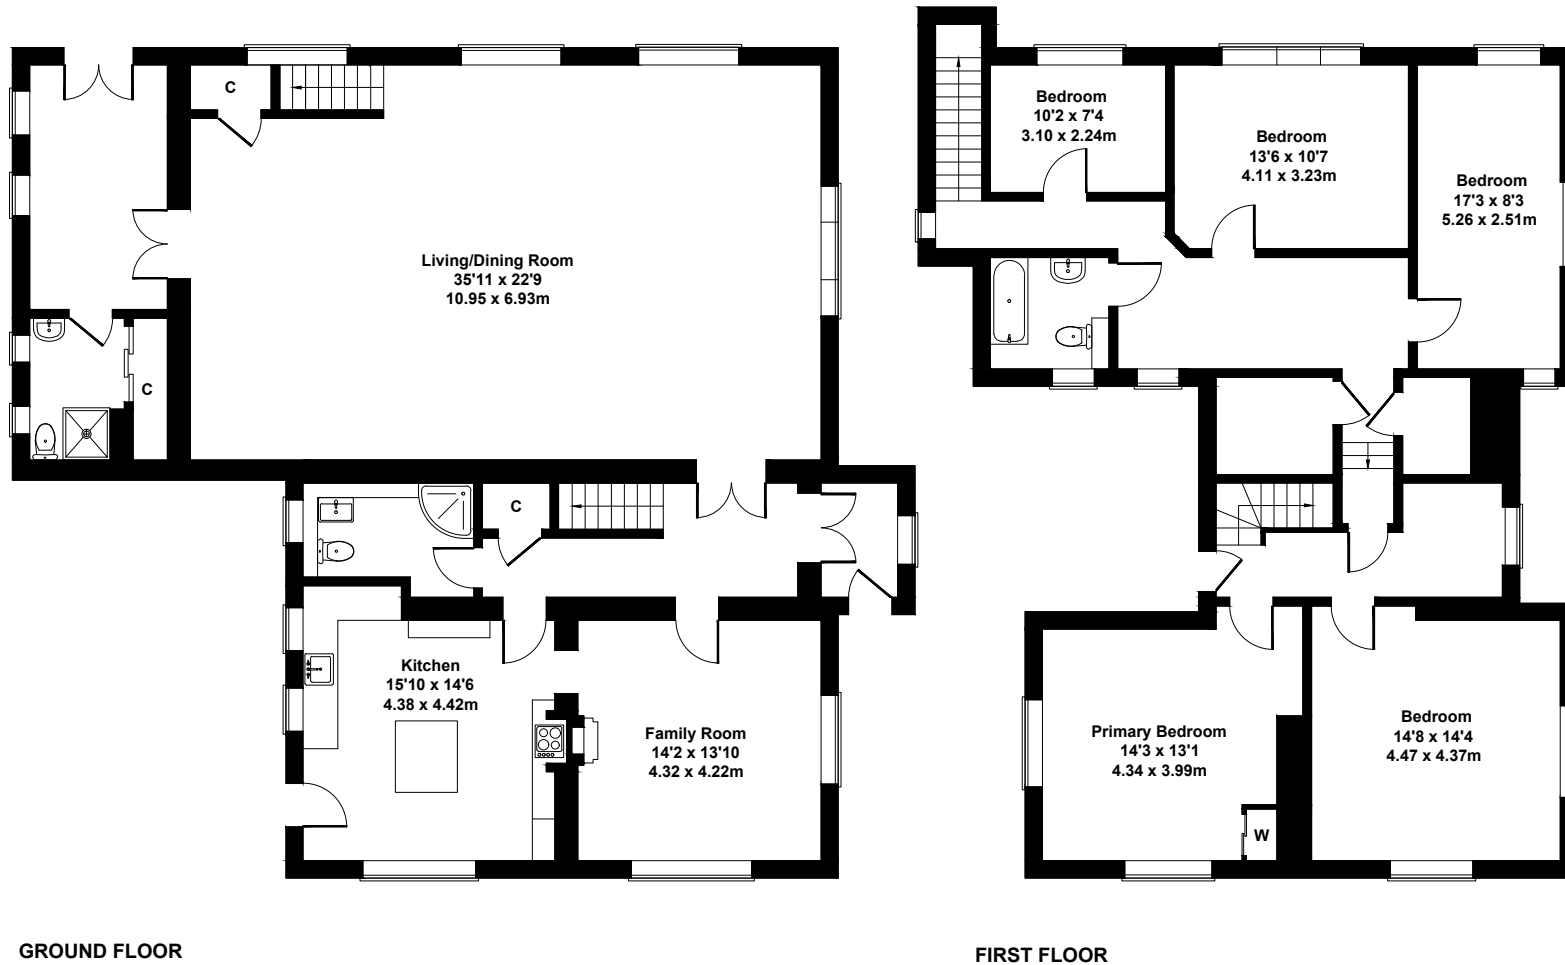 C
Living/Dining Room
35'11 x 22'9
10.95 x 6.93m
C
C
Kitchen
15'10 x 14'6
4.38 x 4.42m
Family Room
14'2 x 13'10
4.32 x 4.22m
GROUND FLOOR
Bedroom
10'2 x 7'4
3.10 x 2.24m
Bedroom
13'6 x 10'7
4.11 x 3.23m
Bedroom
17'3 x 8'3
5.26 x 2.51m
Primary Bedroom
14'3 x 13'1
4.34 x 3.99m
Bedroom
14'8 x 14'4
4.47 x 4.37m
W
FIRST FLOOR